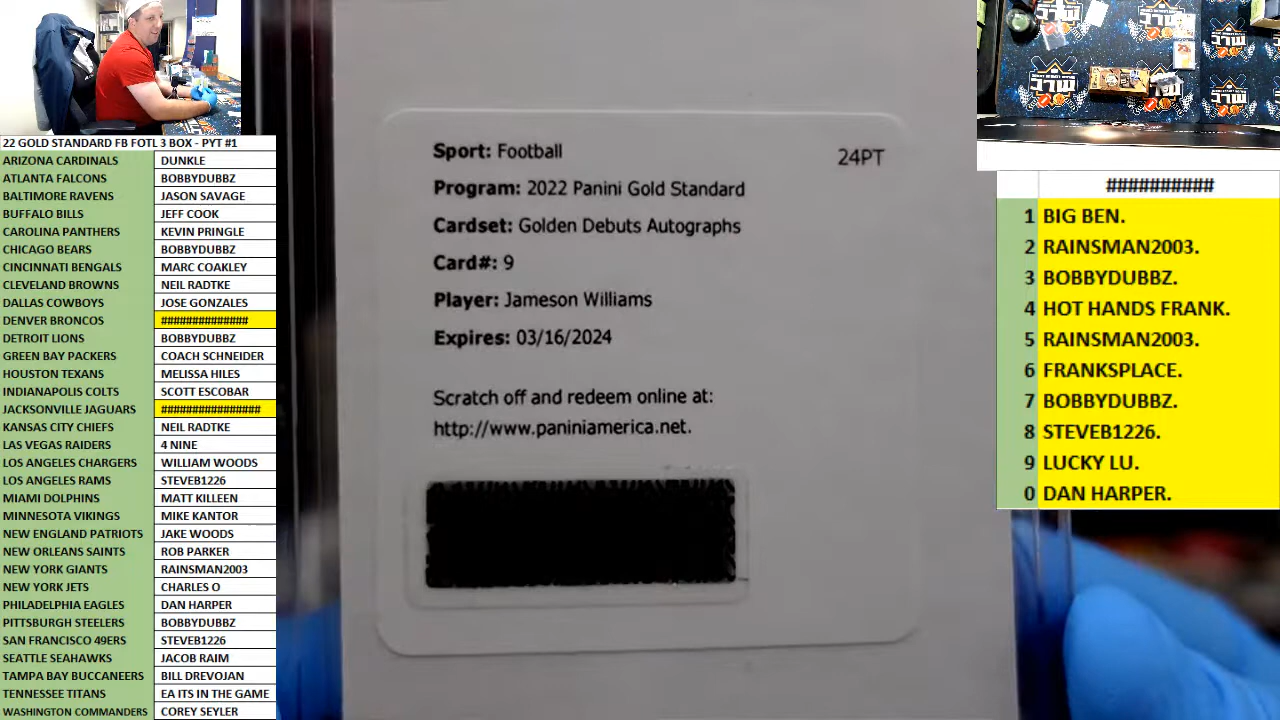 22 GOLD STANDARD FB FOTL 3 BOX - PYT #1
ARIZONA CARDINALS DUNKLE
ATLANTA FALCONS BOBBYDUBBZ
BALTIMORE RAVENS JASON SAVAGE
BUFFALO BILLS JEFF COOK
CAROLINA PANTHERS KEVIN PRINGLE
CHICAGO BEARS BOBBYDUBBZ
CINCINNATI BENGALS MARC COAKLEY
CLEVELAND BROWNS NEIL RADTKE
DALLAS COWBOYS JOSE GONZALES
DENVER BRONCOS ##############
DETROIT LIONS BOBBYDUBBZ
GREEN BAY PACKERS COACH SCHNEIDER
HOUSTON TEXANS MELISSA HILES
INDIANAPOLIS COLTS SCOTT ESCOBAR
JACKSONVILLE JAGUARS ################
KANSAS CITY CHIEFS NEIL RADTKE
LAS VEGAS RAIDERS 4 NINE
LOS ANGELES CHARGERS WILLIAM WOODS
LOS ANGELES RAMS STEVEB1226
MIAMI DOLPHINS MATT KILLEEN
MINNESOTA VIKINGS MIKE KANTOR
NEW ENGLAND PATRIOTS JAKE WOODS
NEW ORLEANS SAINTS ROB PARKER
NEW YORK GIANTS RAINSMAN2003
NEW YORK JETS CHARLES O
PHILADELPHIA EAGLES DAN HARPER
PITTSBURGH STEELERS BOBBYDUBBZ
SAN FRANCISCO 49ERS STEVEB1226
SEATTLE SEAHAWKS JACOB RAIM
TAMPA BAY BUCCANEERS BILL DREVOJAN
TENNESSEE TITANS EA ITS IN THE GAME
WASHINGTON COMMANDERS COREY SEYLER
Sport: Football
24PT
Program: 2022 Panini Gold Standard
Cardset: Golden Debuts Autographs
Card#: 9
Player: Jameson Williams
Expires: 03/16/2024
Scratch off and redeem online at:
http://www.paniniamerica.net.
##########
1 BIG BEN.
2 RAINSMAN2003.
3 BOBBYDUBBZ.
4 HOT HANDS FRANK.
5 RAINSMAN2003.
6 FRANKSPLACE.
7 BOBBYDUBBZ.
8 STEVEB1226.
9 LUCKY LU.
0 DAN HARPER.